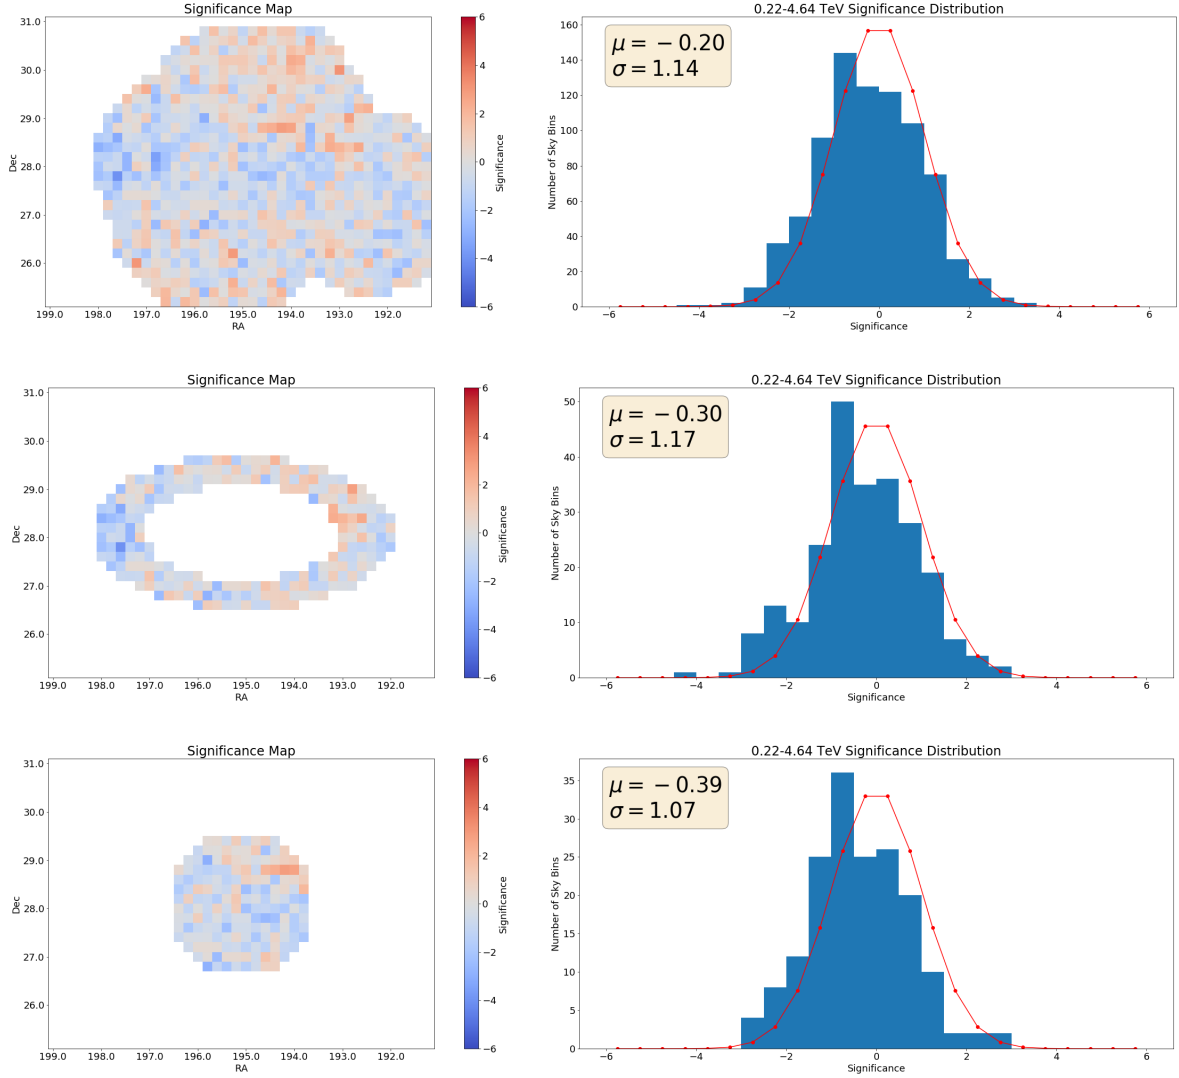 Significance Map
31.0
30.0
29.0
28.0
27.0
26.0
Dec
199.0 198.0 197.0 196.0 195.0 194.0 193.0 192.0
RA
6
4
2
0
−2
−4
−6
Significance
0.22-4.64 TeV Significance Distribution
μ = − 0.20
σ = 1.14
160
140
120
100
80
60
40
20
0
Number of Sky Bins
−6 −4 −2 0 2 4 6
Significance
Significance Map
31.0
30.0
29.0
28.0
27.0
26.0
Dec
199.0 198.0 197.0 196.0 195.0 194.0 193.0 192.0
RA
6
4
2
0
−2
−4
−6
Significance
0.22-4.64 TeV Significance Distribution
μ = − 0.30
σ = 1.17
50
40
30
20
10
0
Number of Sky Bins
−6 −4 −2 0 2 4 6
Significance
Significance Map
31.0
30.0
29.0
28.0
27.0
26.0
Dec
199.0 198.0 197.0 196.0 195.0 194.0 193.0 192.0
RA
6
4
2
0
−2
−4
−6
Significance
0.22-4.64 TeV Significance Distribution
μ = − 0.39
σ = 1.07
35
30
25
20
15
10
5
0
Number of Sky Bins
−6 −4 −2 0 2 4 6
Significance